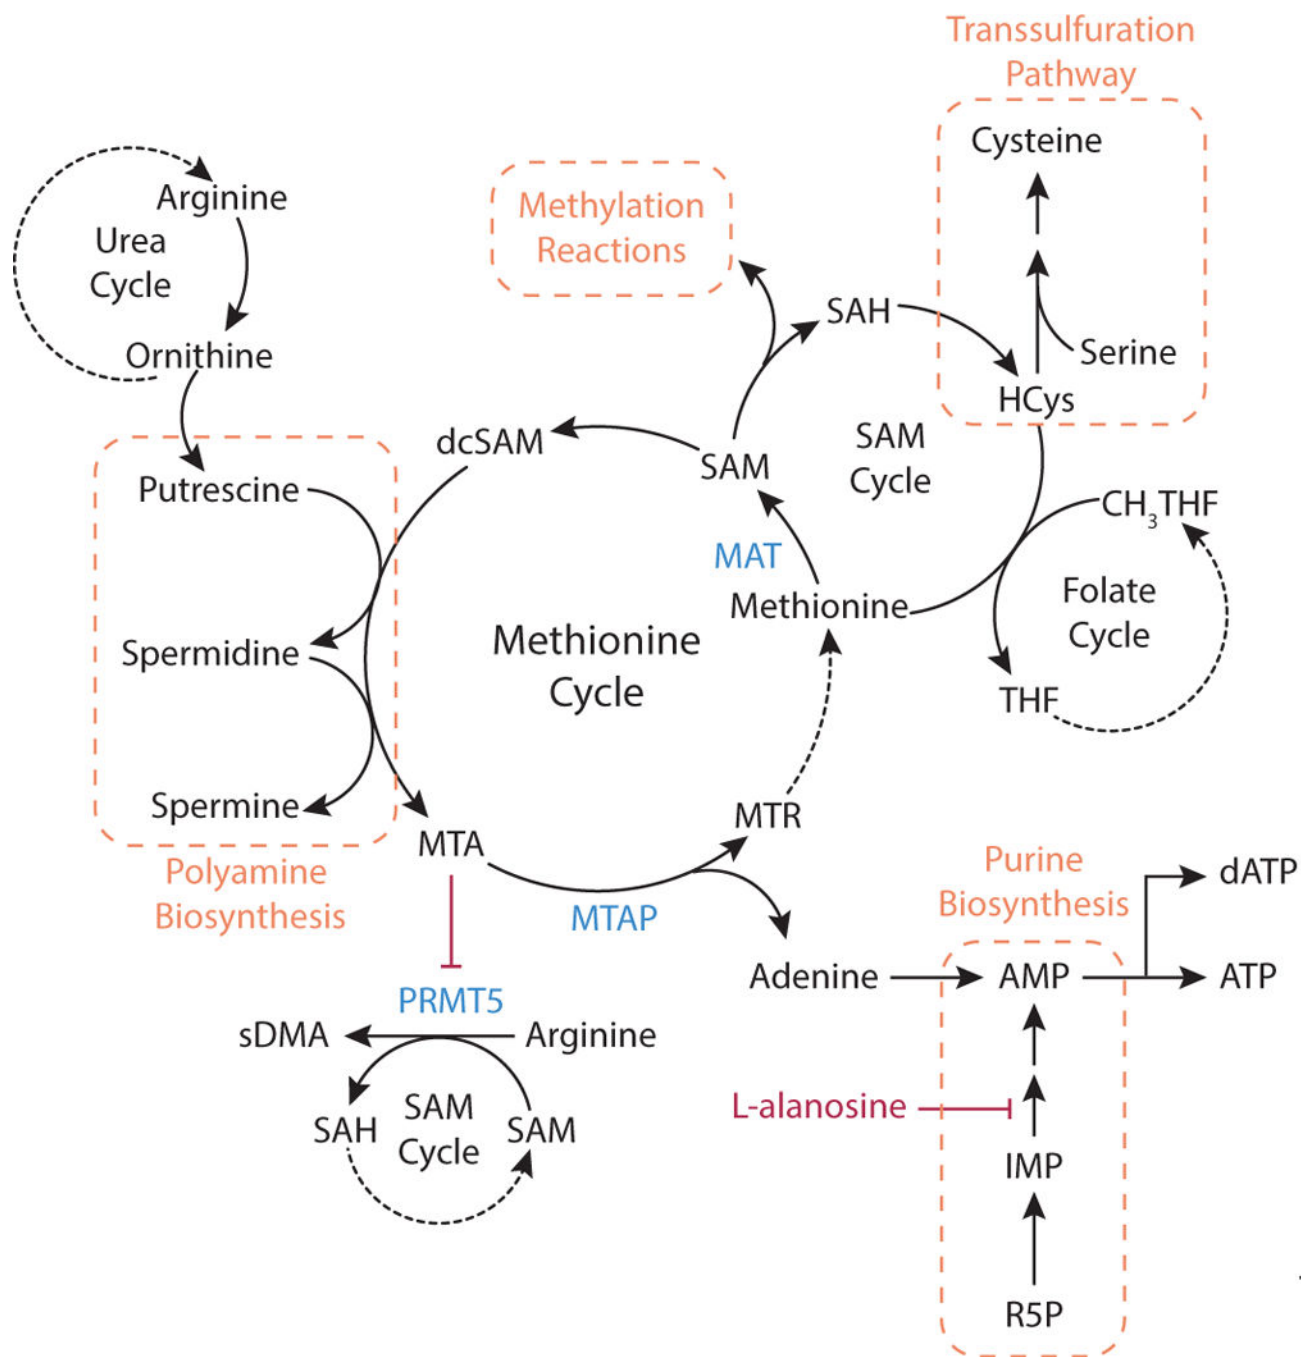 Transsulfuration
Pathway
Cysteine
Serine
HCys
Arginine
Urea
Cycle
Ornithine
Methylation
Reactions
SAH
SAM
Cycle
dcSAM
SAM
MAT
Methionine
CH₃THF
Folate
Cycle
THF
Putrescine
Spermidine
Spermine
Polyamine
Biosynthesis
Methionine
Cycle
MTR
MTA
MTAP
PRMT5
sDMA
Arginine
SAH
SAM
Cycle
SAM
Purine
Biosynthesis
dATP
Adenine
AMP
ATP
L-alanosine
IMP
R5P